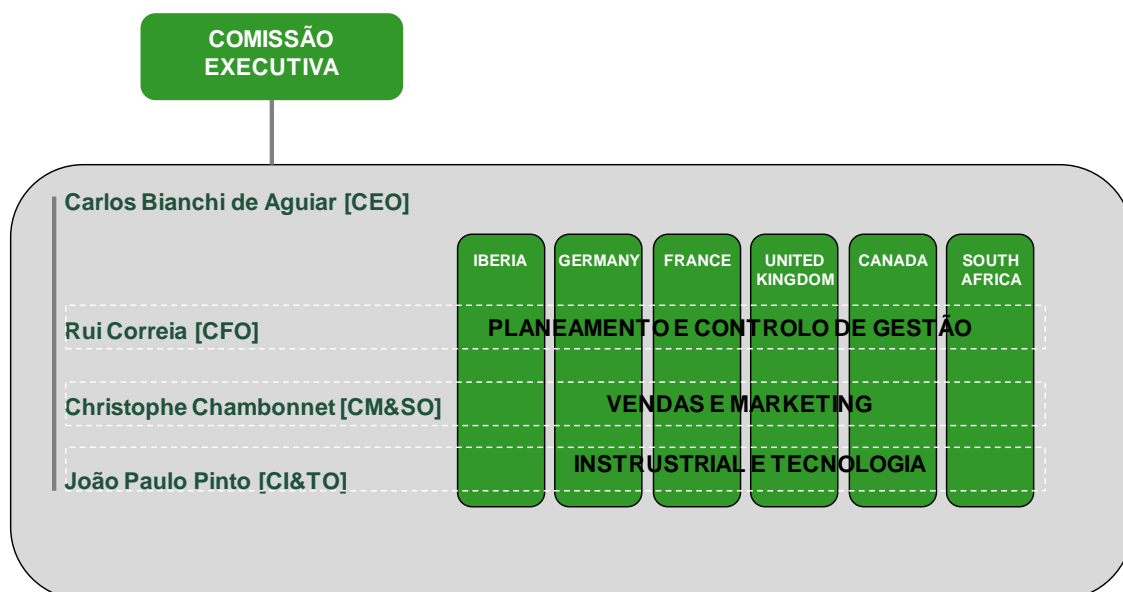 COMISSÃO
EXECUTIVA
Carlos Bianchi de Aguiar [CEO]
IBERIA GERMANY FRANCE UNITED KINGDOM CANADA SOUTH AFRICA
Rui Correia [CFO] PLANEAMENTO E CONTROLO DE GESTÃO
Christophe Chambonnet [CM&SO] VENDAS E MARKETING
INSTRUSTRIAL E TECNOLOGIA
João Paulo Pinto [CI&TO]